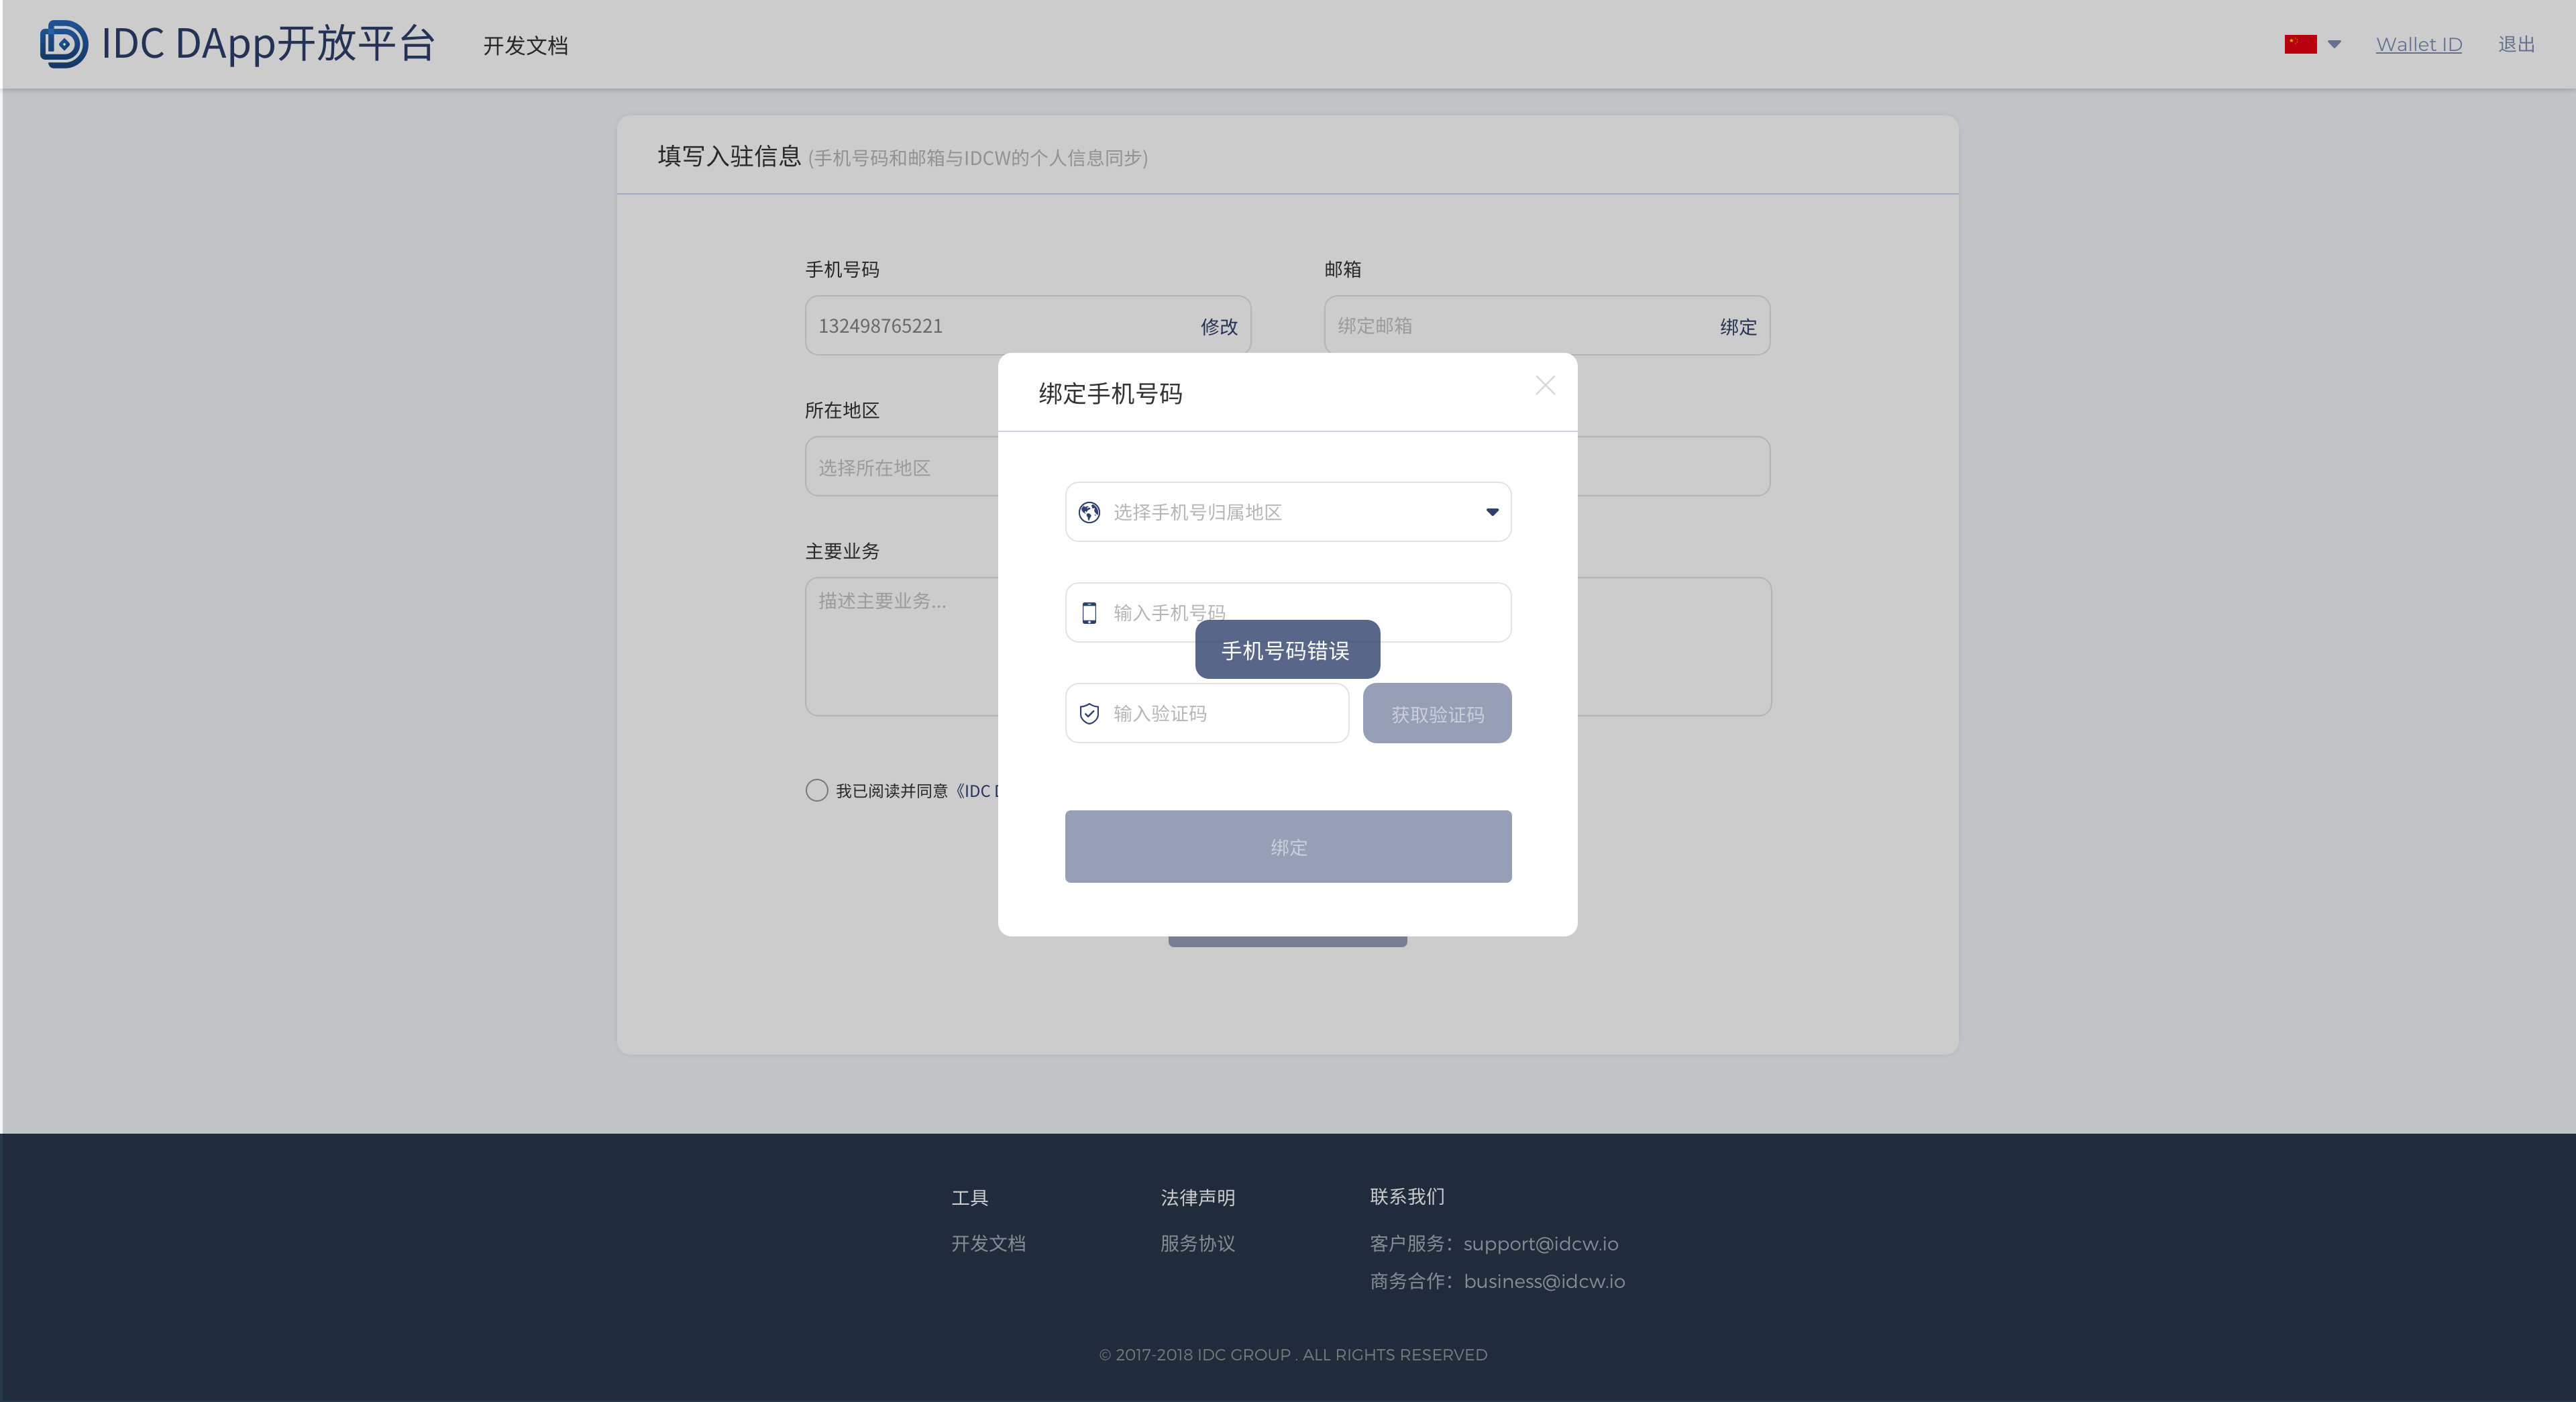 IDC DApp开放平台
开发文档
Wallet ID
退出
填写入驻信息 (手机号码和邮箱与IDCW的个人信息同步)
手机号码
邮箱
132498765221
修改
绑定邮箱
绑定
所在地区
选择所在地区
主要业务
描述主要业务...
我已阅读并同意《IDC
绑定手机号码
选择手机号归属地区
输入手机号码
手机号码错误
输入验证码
获取验证码
绑定
工具
开发文档
法律声明
服务协议
联系我们
客户服务：support@idcw.io
商务合作：business@idcw.io
© 2017-2018 IDC GROUP . ALL RIGHTS RESERVED